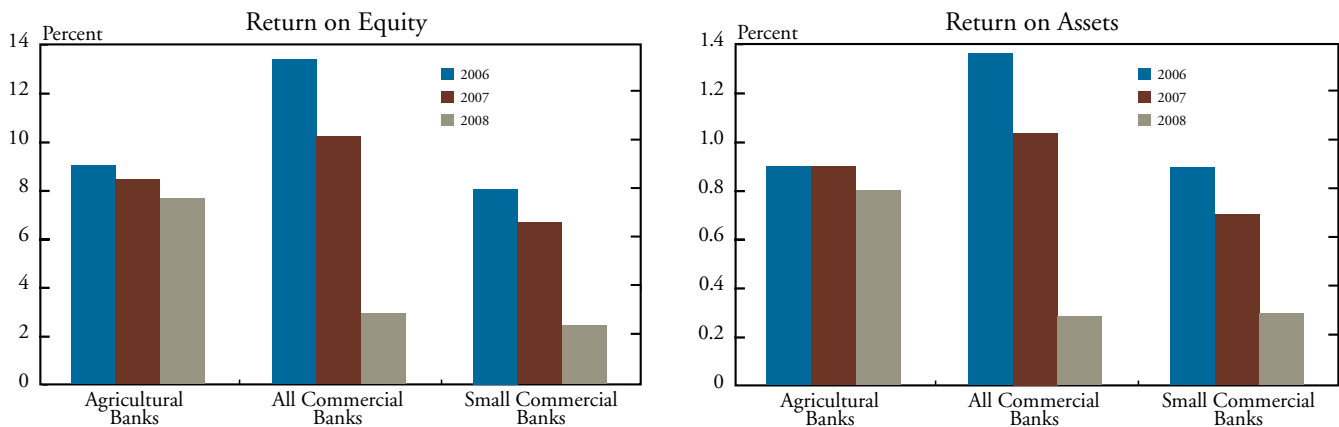 Return on Equity
Percent
14
12
10
8
6
4
2
0
2006
2007
2008
Agricultural
Banks
All Commercial
Banks
Small Commercial
Banks
Return on Assets
Percent
1.4
1.2
1.0
0.8
0.6
0.4
0.2
0
2006
2007
2008
Agricultural
Banks
All Commercial
Banks
Small Commercial
Banks